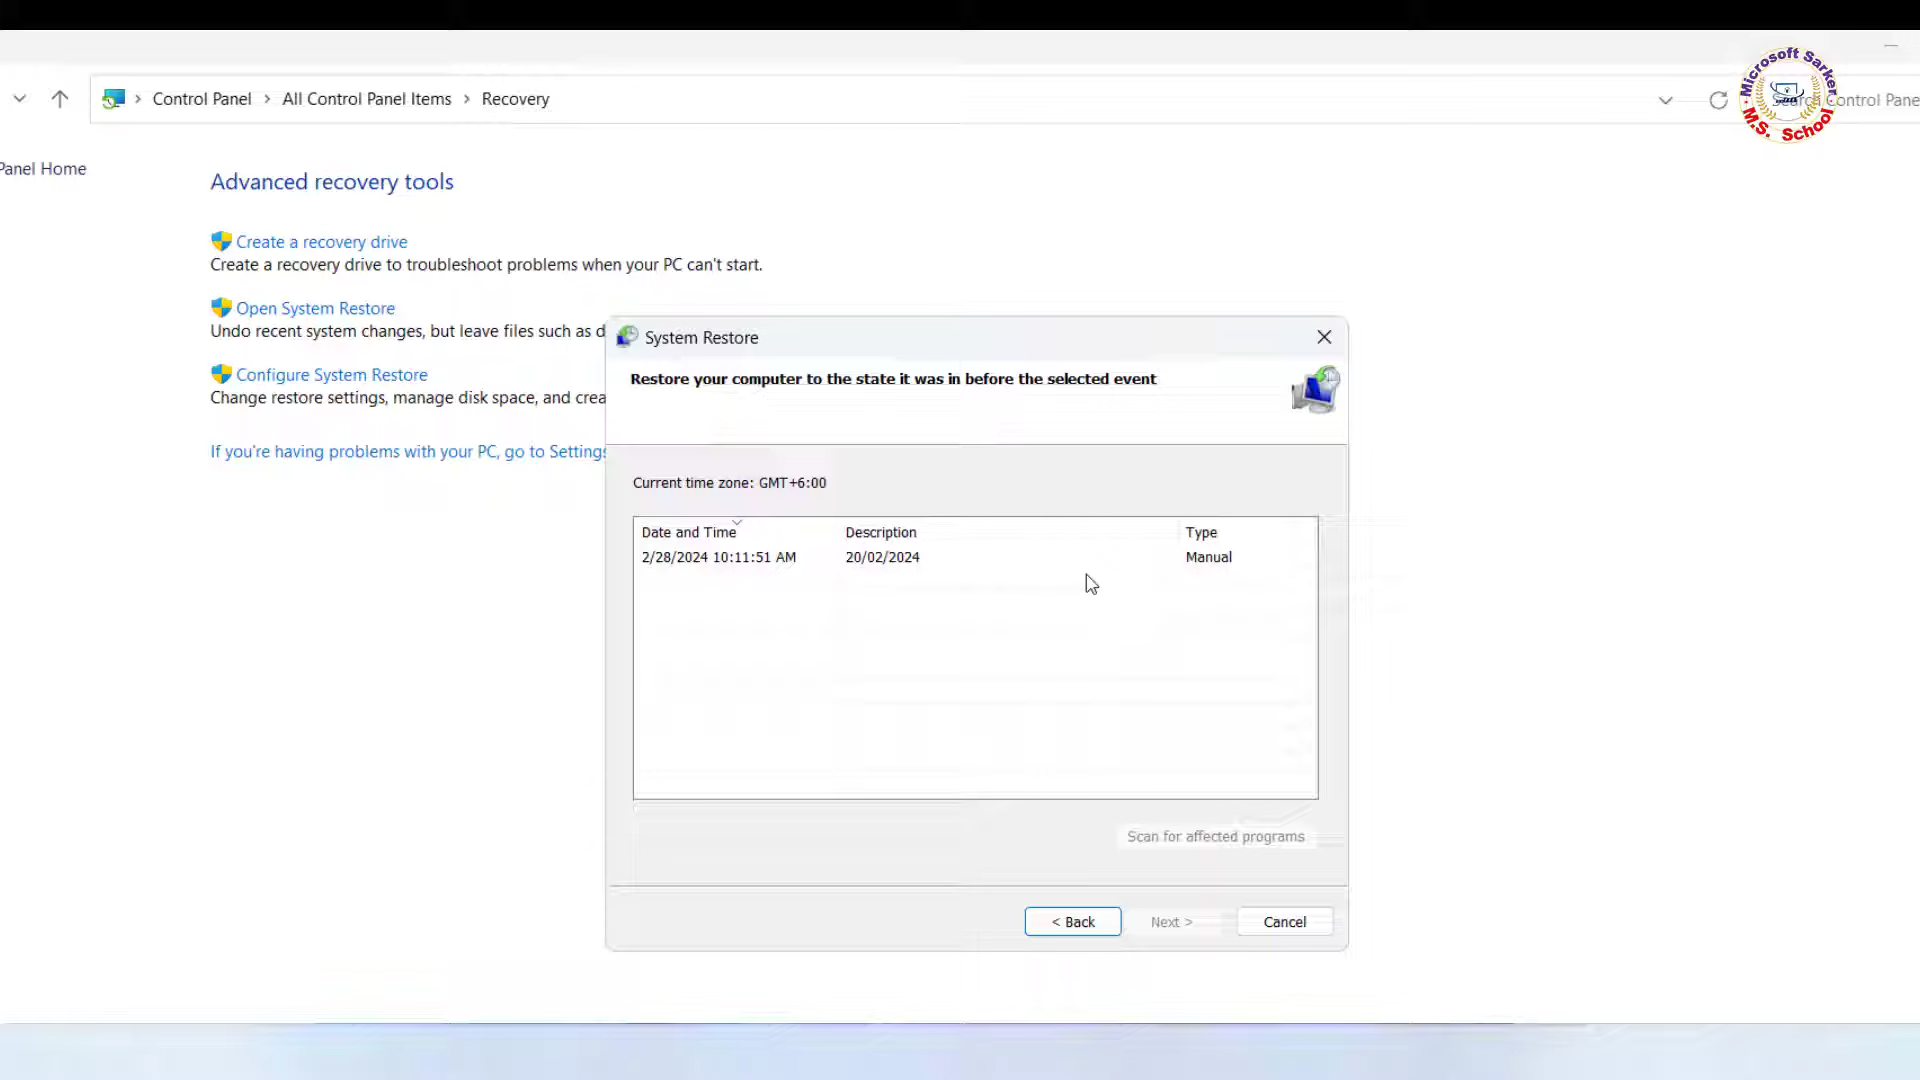 Control Panel > All Control Panel Items > Recovery
Microsoft Sarker
M.S. School
Control Pane
Panel Home
Advanced recovery tools
Create a recovery drive
Create a recovery drive to troubleshoot problems when your PC can't start.
Open System Restore
Undo recent system changes, but leave files such as d
Configure System Restore
Change restore settings, manage disk space, and crea
If you're having problems with your PC, go to Settings
System Restore
Restore your computer to the state it was in before the selected event
Current time zone: GMT+6:00
Date and Time Description Type
2/28/2024 10:11:51 AM 20/02/2024 Manual
Scan for affected programs
< Back Next > Cancel